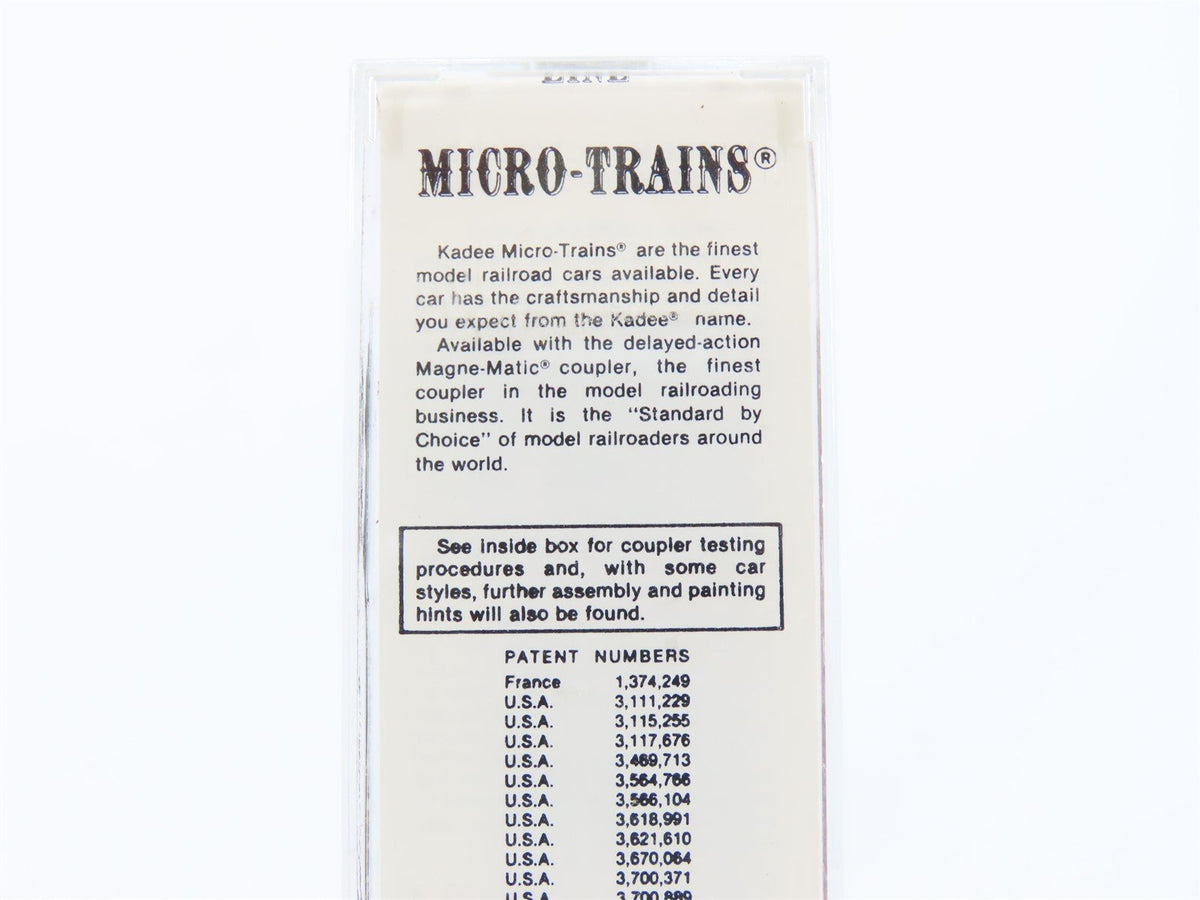 LINE
MICRO-TRAINS®
Kadee Micro-Trains® are the finest
model railroad cars available. Every
car has the craftsmanship and detail
you expect from the Kadee® name.
Available with the delayed-action
Magne-Matic® coupler, the finest
coupler in the model railroading
business. It is the "Standard by
Choice" of model railroaders around
the world.
See inside box for coupler testing
procedures and, with some car
styles, further assembly and painting
hints will also be found.
PATENT NUMBERS
France 1,374,249
U.S.A. 3,111,229
U.S.A. 3,115,255
U.S.A. 3,117,676
U.S.A. 3,469,713
U.S.A. 3,564,766
U.S.A. 3,566,104
U.S.A. 3,618,991
U.S.A. 3,621,610
U.S.A. 3,670,064
U.S.A. 3,700,371
U.S.A. 3,700,889